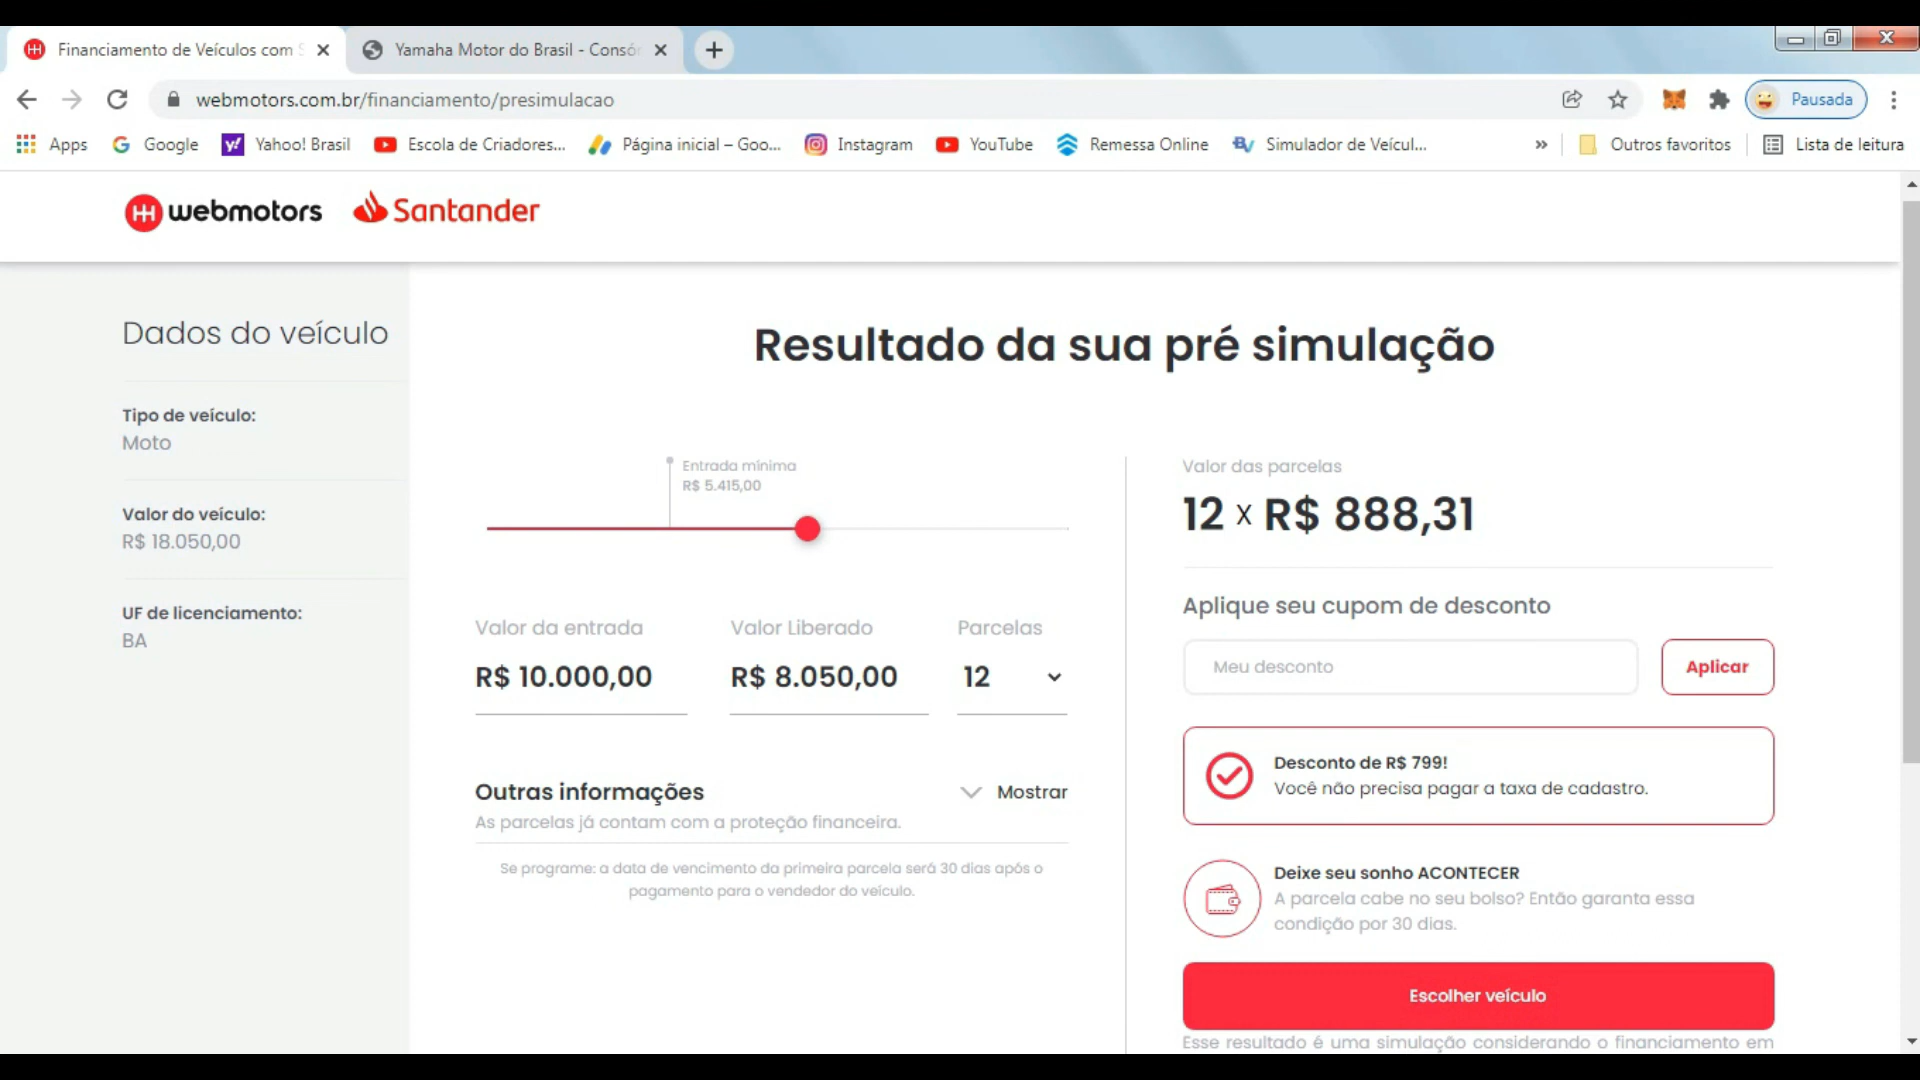 Financiamento de Veículos com S
Yamaha Motor do Brasil - Consó
webmotors.com.br/financiamento/presimulacao
Pausada
Apps
Google
Yahoo! Brasil
Escola de Criadores...
Página inicial – Goo...
Instagram
YouTube
Remessa Online
Simulador de Veícul...
»
Outros favoritos
Lista de leitura
webmotors
Santander
Dados do veículo
Tipo de veículo:
Moto
Valor do veículo:
R$ 18.050,00
UF de licenciamento:
BA
Resultado da sua pré simulação
Entrada mínima
R$ 5.415,00
Valor da entrada
R$ 10.000,00
Valor Liberado
R$ 8.050,00
Parcelas
12
Outras informações
Mostrar
As parcelas já contam com a proteção financeira.
Se programe: a data de vencimento da primeira parcela será 30 dias após o
pagamento para o vendedor do veículo.
Valor das parcelas
12 x R$ 888,31
Aplique seu cupom de desconto
Meu desconto
Aplicar
Desconto de R$ 799!
Você não precisa pagar a taxa de cadastro.
Deixe seu sonho ACONTECER
A parcela cabe no seu bolso? Então garanta essa
condição por 30 dias.
Escolher veículo
Esse resultado é uma simulação considerando o financiamento em